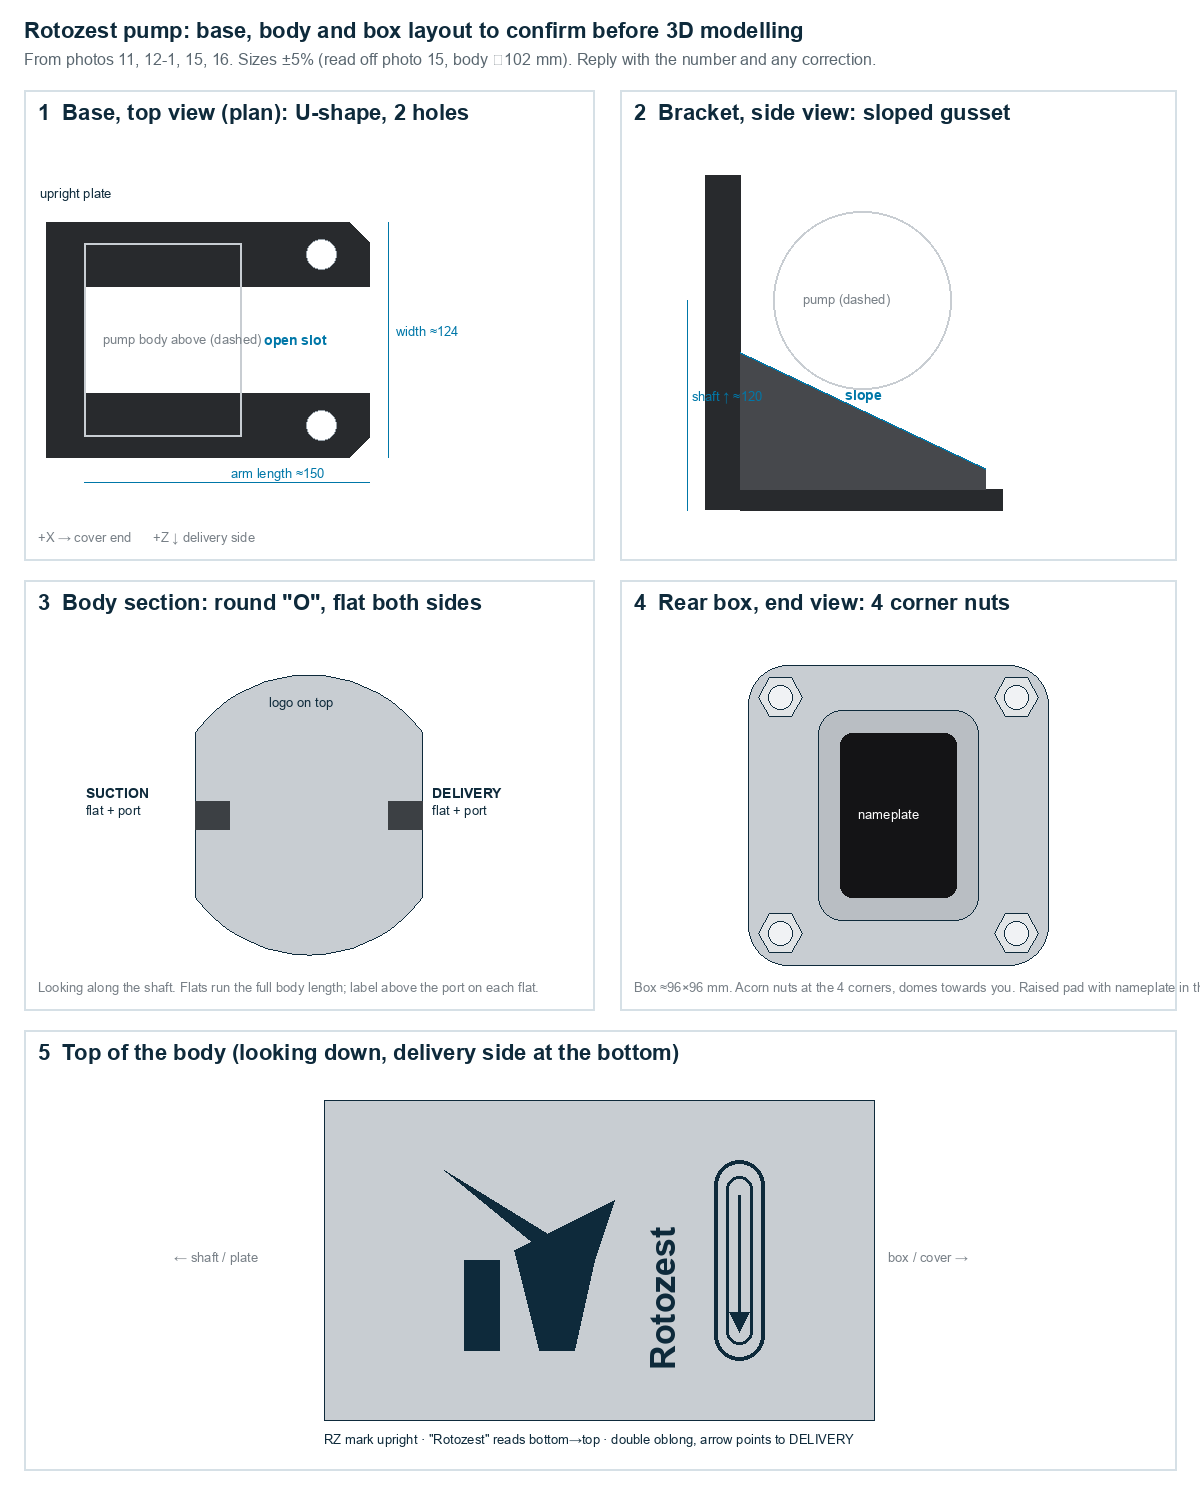 Rotozest pump: base, body and box layout to confirm before 3D modelling
From photos 11, 12-1, 15, 16. Sizes ±5% (read off photo 15, body □102 mm). Reply with the number and any correction.
1 Base, top view (plan): U-shape, 2 holes
upright plate
pump body above (dashed) open slot
width ≈124
arm length ≈150
+X → cover end +Z ↓ delivery side
2 Bracket, side view: sloped gusset
pump (dashed)
shaft ↑ ≈120
slope
3 Body section: round "O", flat both sides
logo on top
SUCTION
flat + port
DELIVERY
flat + port
Looking along the shaft. Flats run the full body length; label above the port on each flat.
4 Rear box, end view: 4 corner nuts
nameplate
Box ≈96×96 mm. Acorn nuts at the 4 corners, domes towards you. Raised pad with nameplate in
5 Top of the body (looking down, delivery side at the bottom)
← shaft / plate
Rotozest
box / cover →
RZ mark upright · "Rotozest" reads bottom→top · double oblong, arrow points to DELIVERY